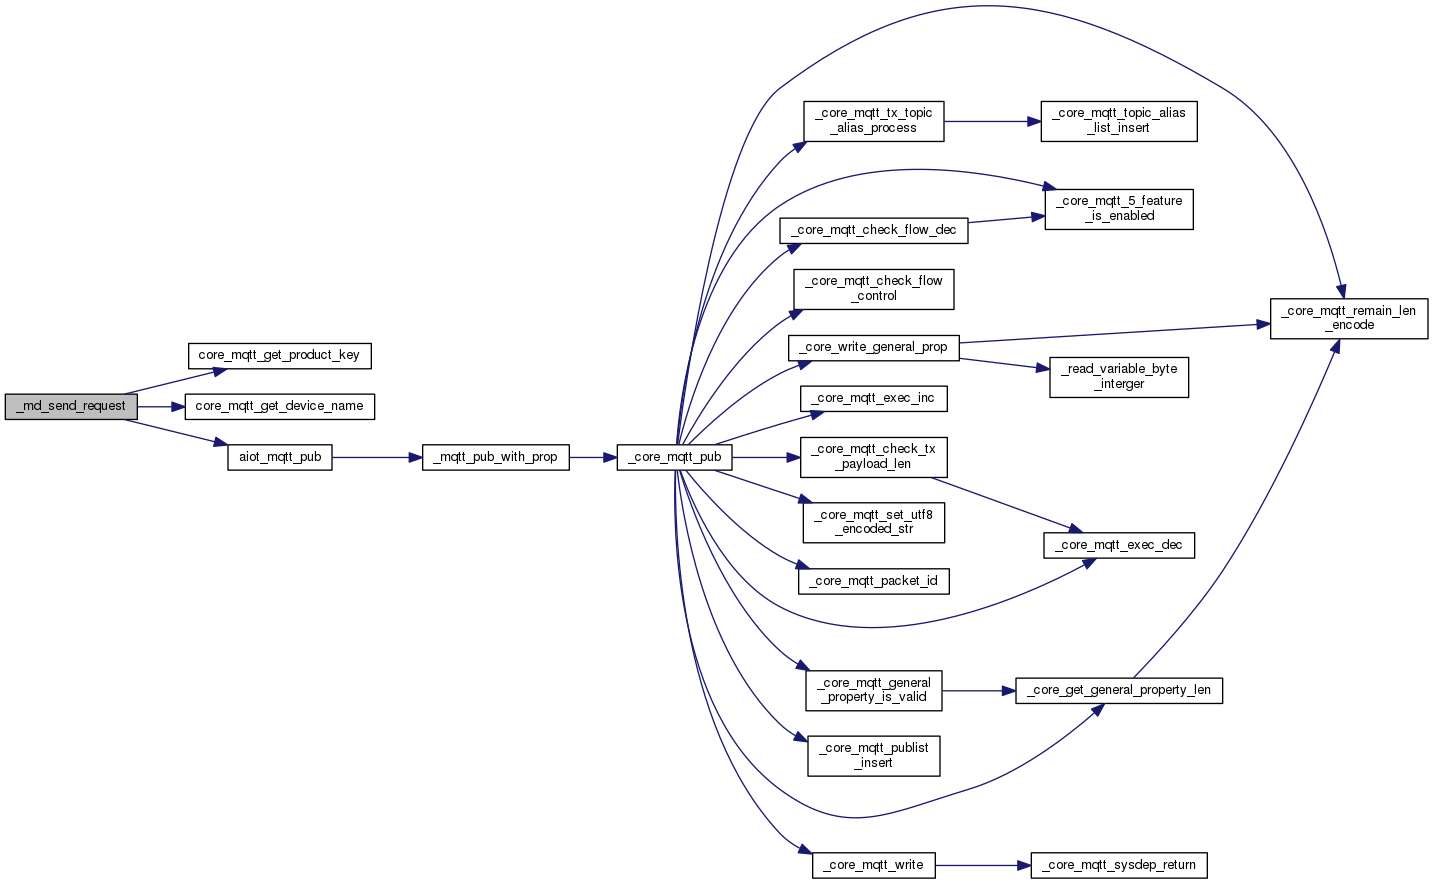 _md_send_request
core_mqtt_get_product_key
core_mqtt_get_device_name
aiot_mqtt_pub
_mqtt_pub_with_prop
_core_mqtt_pub
_core_mqtt_tx_topic
_alias_process
_core_mqtt_topic_alias
_list_insert
_core_mqtt_5_feature
_is_enabled
_core_mqtt_check_flow_dec
_core_mqtt_check_flow
_control
_core_write_general_prop
_core_mqtt_remain_len
_encode
_read_variable_byte
_interger
_core_mqtt_exec_inc
_core_mqtt_check_tx
_payload_len
_core_mqtt_set_utf8
_encoded_str
_core_mqtt_exec_dec
_core_mqtt_packet_id
_core_mqtt_general
_property_is_valid
_core_get_general_property_len
_core_mqtt_publist
_insert
_core_mqtt_write
_core_mqtt_sysdep_return